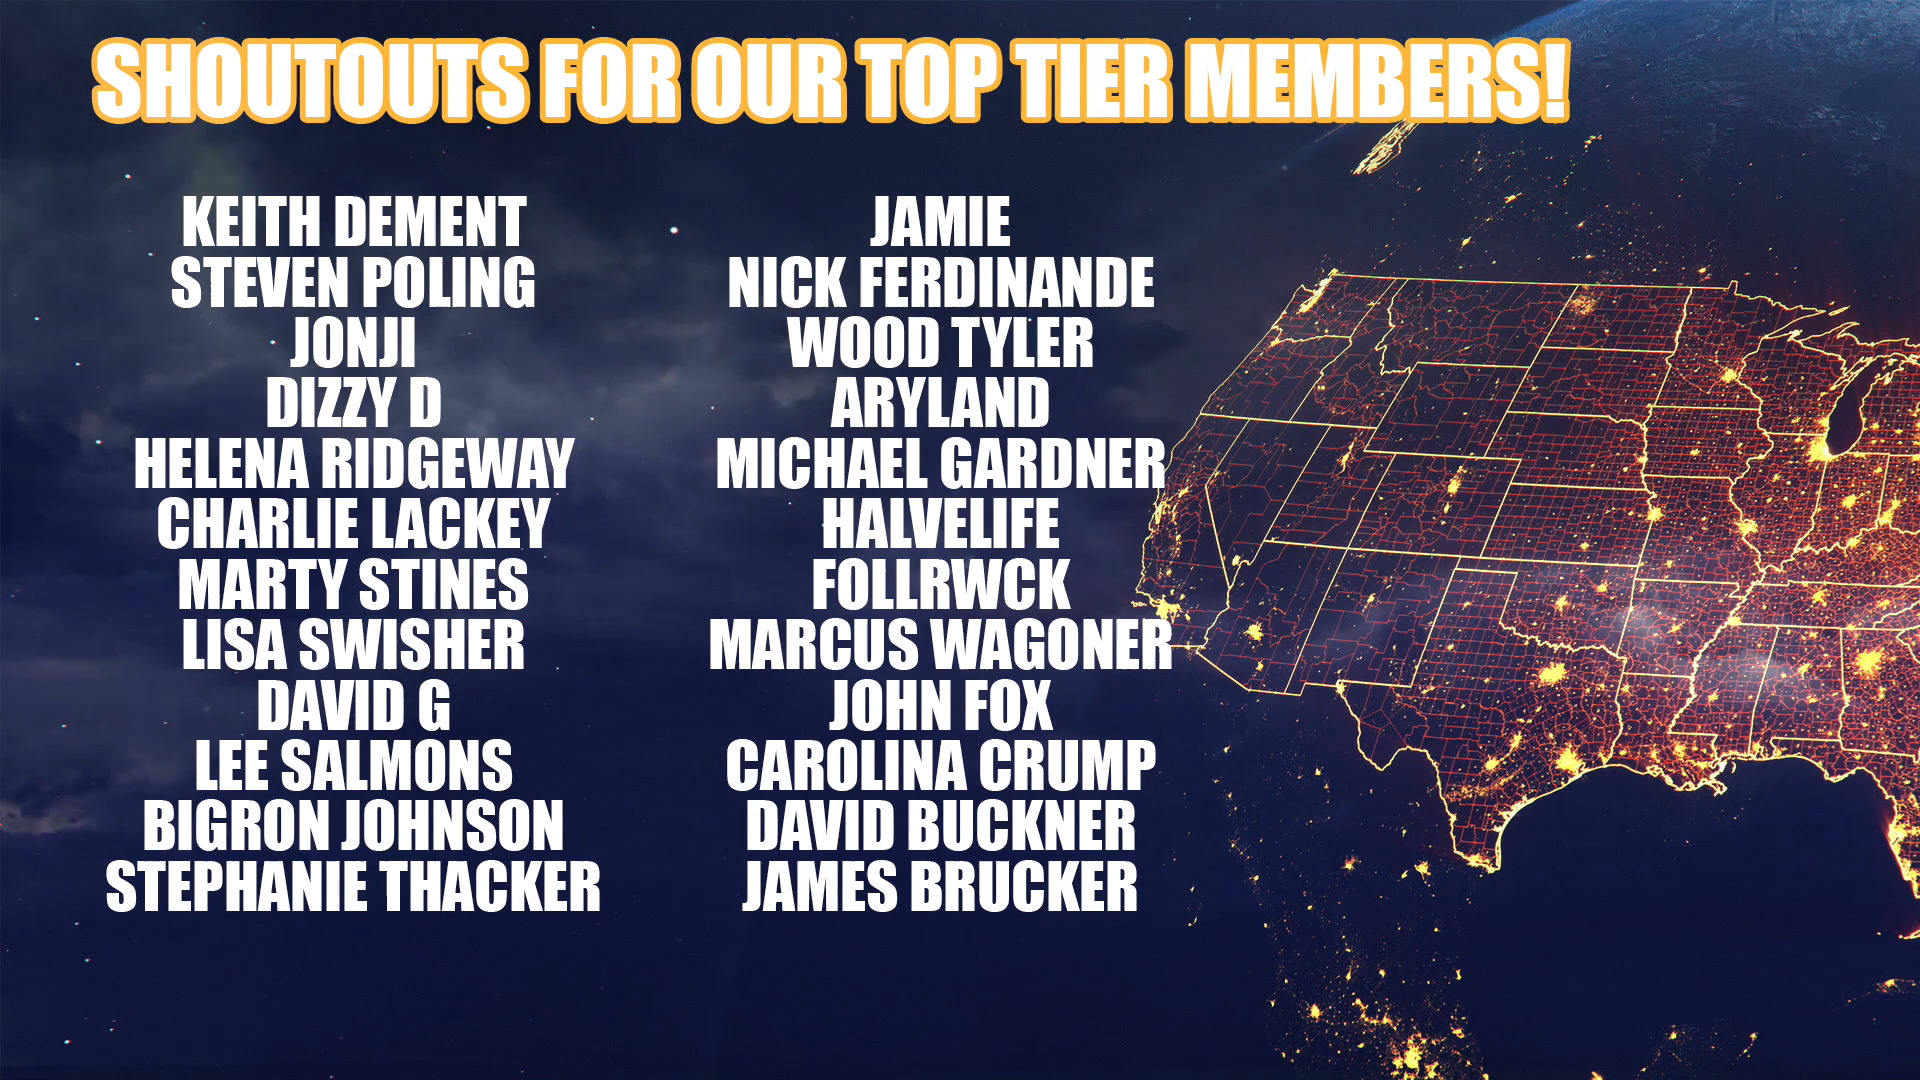 SHOUTOUTS FOR OUR TOP TIER MEMBERS!
KEITH DEMENT
STEVEN POLING
JONJI
DIZZY D
HELENA RIDGEWAY
CHARLIE LACKEY
MARTY STINES
LISA SWISHER
DAVID G
LEE SALMONS
BIGRON JOHNSON
STEPHANIE THACKER
JAMIE
NICK FERDINANDE
WOOD TYLER
ARYLAND
MICHAEL GARDNER
HALVELIFE
FOLLRWCK
MARCUS WAGONER
JOHN FOX
CAROLINA CRUMP
DAVID BUCKNER
JAMES BRUCKER